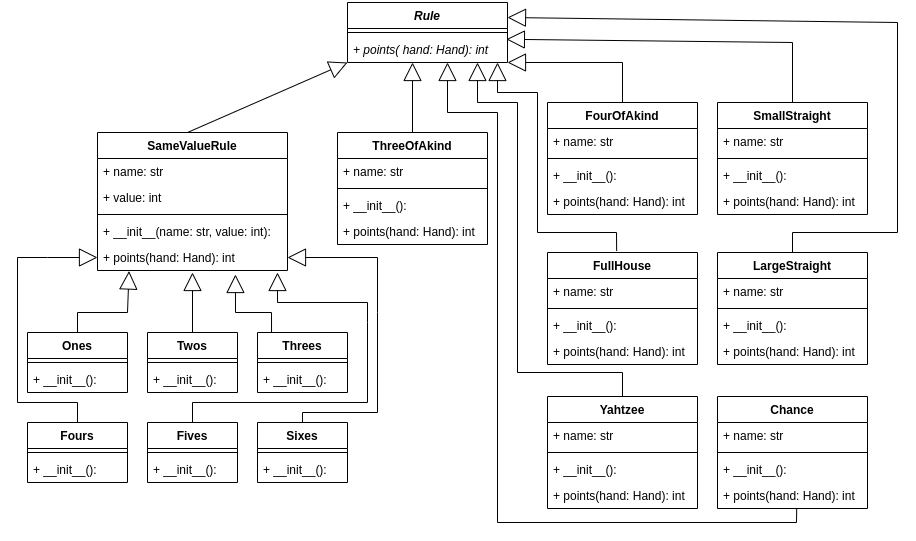 Rule
+ points( hand: Hand): int
SameValueRule
+ name: str
+ value: int
+ __init__(name: str, value: int):
+ points(hand: Hand): int
ThreeOfAkind
+ name: str
+ __init__():
+ points(hand: Hand): int
FourOfAkind
+ name: str
+ __init__():
+ points(hand: Hand): int
SmallStraight
+ name: str
+ __init__():
+ points(hand: Hand): int
FullHouse
+ name: str
+ __init__():
+ points(hand: Hand): int
LargeStraight
+ name: str
+ __init__():
+ points(hand: Hand): int
Ones
+ __init__():
Twos
+ __init__():
Threes
+ __init__():
Fours
+ __init__():
Fives
+ __init__():
Sixes
+ __init__():
Yahtzee
+ name: str
+ __init__():
+ points(hand: Hand): int
Chance
+ name: str
+ __init__():
+ points(hand: Hand): int